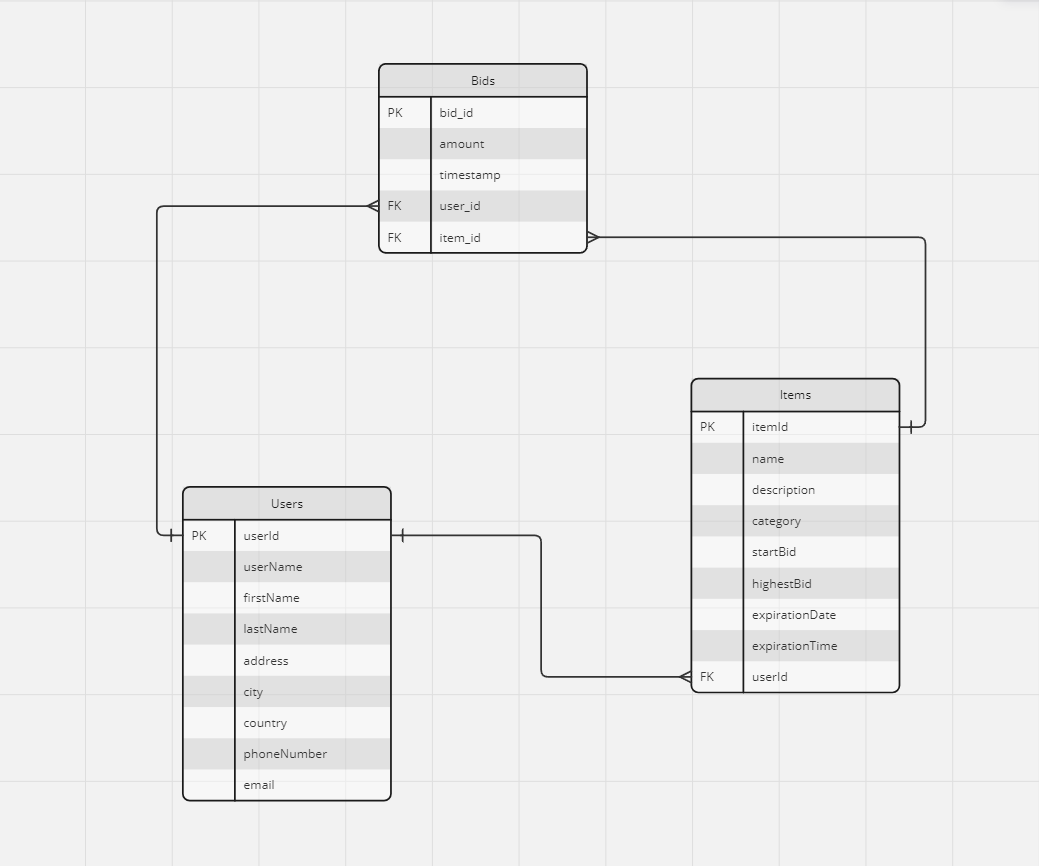 Bids
PK bid_id
amount
timestamp
FK user_id
FK item_id
Items
PK itemId
name
description
category
startBid
highestBid
expirationDate
expirationTime
FK userId
Users
PK userId
userName
firstName
lastName
address
city
country
phoneNumber
email